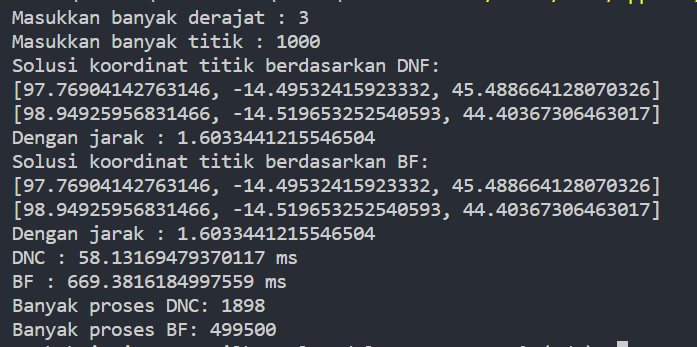 Masukkan banyak derajat : 3
Masukkan banyak titik : 1000
Solusi koordinat titik berdasarkan DNF:
[97.76904142763146, -14.49532415923332, 45.488664128070326]
[98.94925956831466, -14.519653252540593, 44.40367306463017]
Dengan jarak : 1.6033441215546504
Solusi koordinat titik berdasarkan BF:
[97.76904142763146, -14.49532415923332, 45.488664128070326]
[98.94925956831466, -14.519653252540593, 44.40367306463017]
Dengan jarak : 1.6033441215546504
DNC : 58.13169479370117 ms
BF : 669.3816184997559 ms
Banyak proses DNC: 1898
Banyak proses BF: 499500